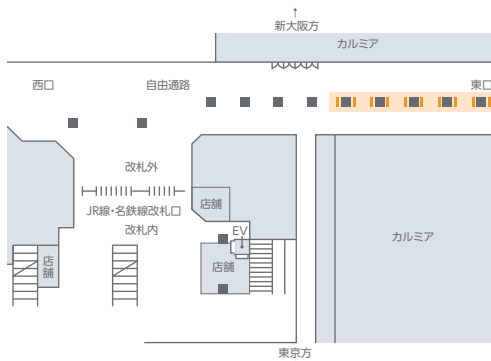 新大阪方
カルミア
西口
自由通路
東口
改札外
JR線・名鉄線改札口
改札内
店舗
EV
店舗
店舗
カルミア
東京方